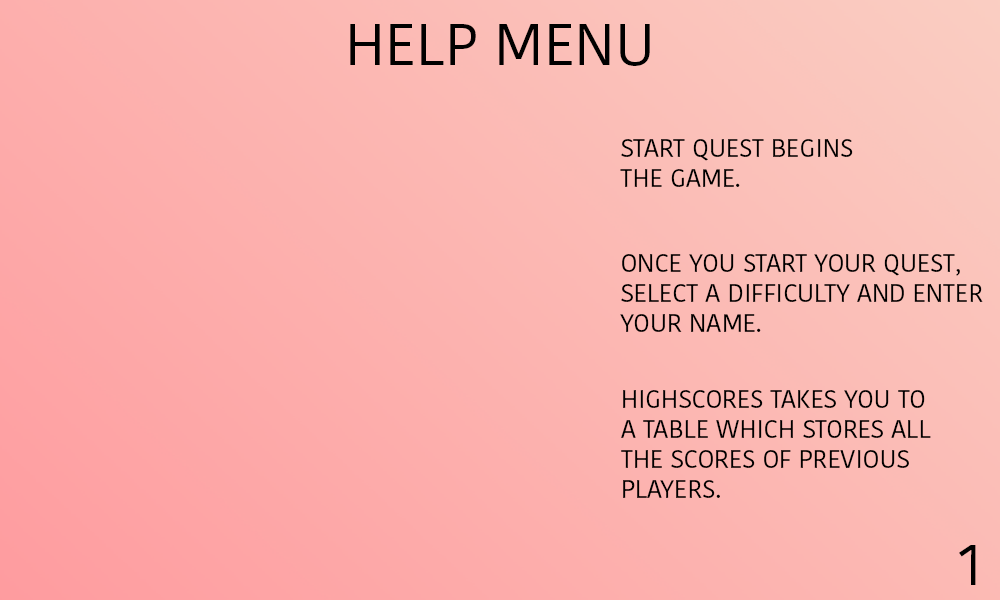 HELP MENU
START QUEST BEGINS
THE GAME.
ONCE YOU START YOUR QUEST,
SELECT A DIFFICULTY AND ENTER
YOUR NAME.
HIGHSCORES TAKES YOU TO
A TABLE WHICH STORES ALL
THE SCORES OF PREVIOUS
PLAYERS.
1